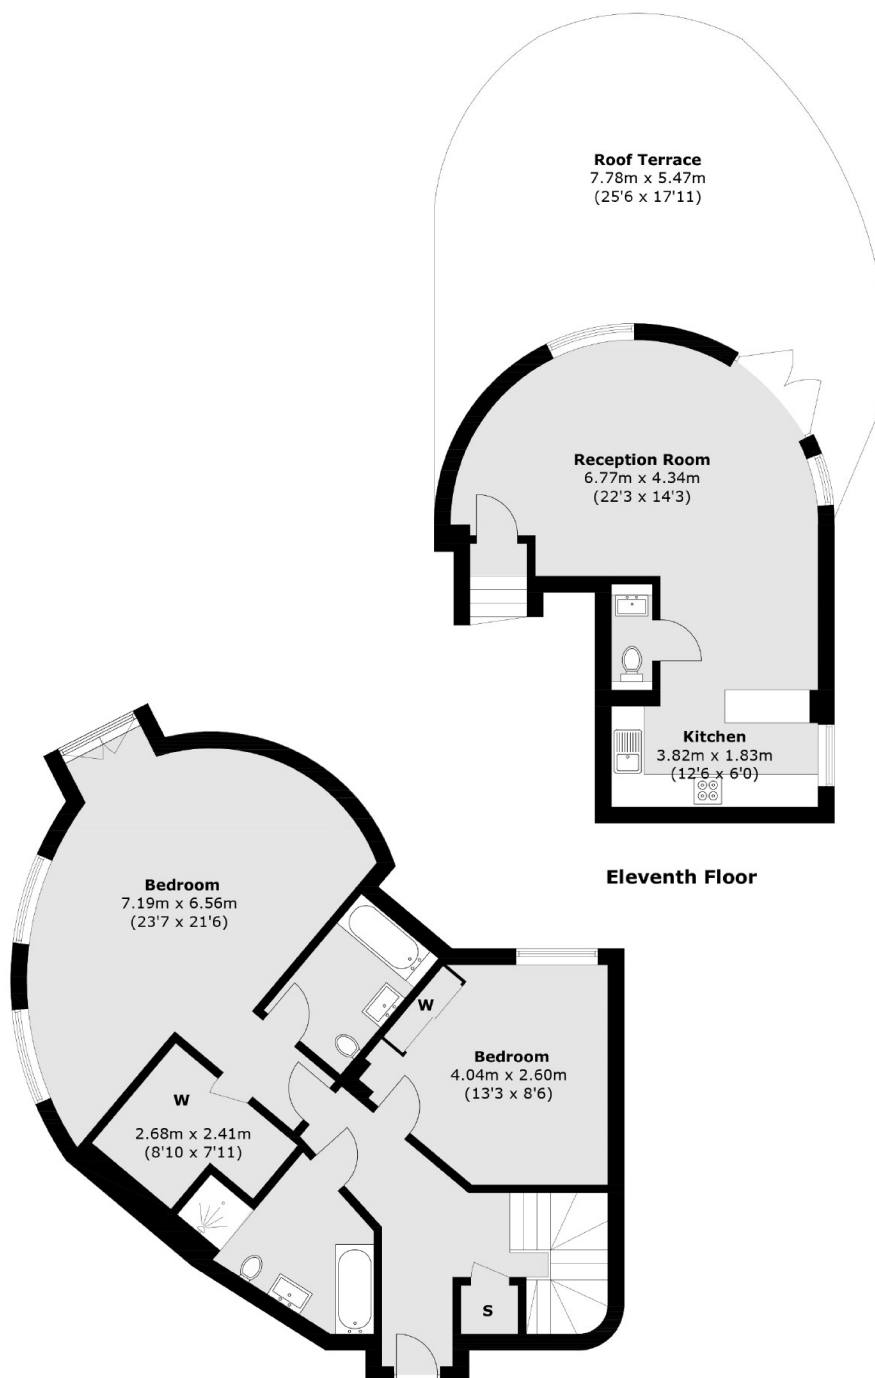 Roof Terrace
7.78m x 5.47m
(25'6 x 17'11)
Reception Room
6.77m x 4.34m
(22'3 x 14'3)
Kitchen
3.82m x 1.83m
(12'6 x 6'0)
Eleventh Floor
Bedroom
7.19m x 6.56m
(23'7 x 21'6)
W
Bedroom
4.04m x 2.60m
(13'3 x 8'6)
W
2.68m x 2.41m
(8'10 x 7'11)
S